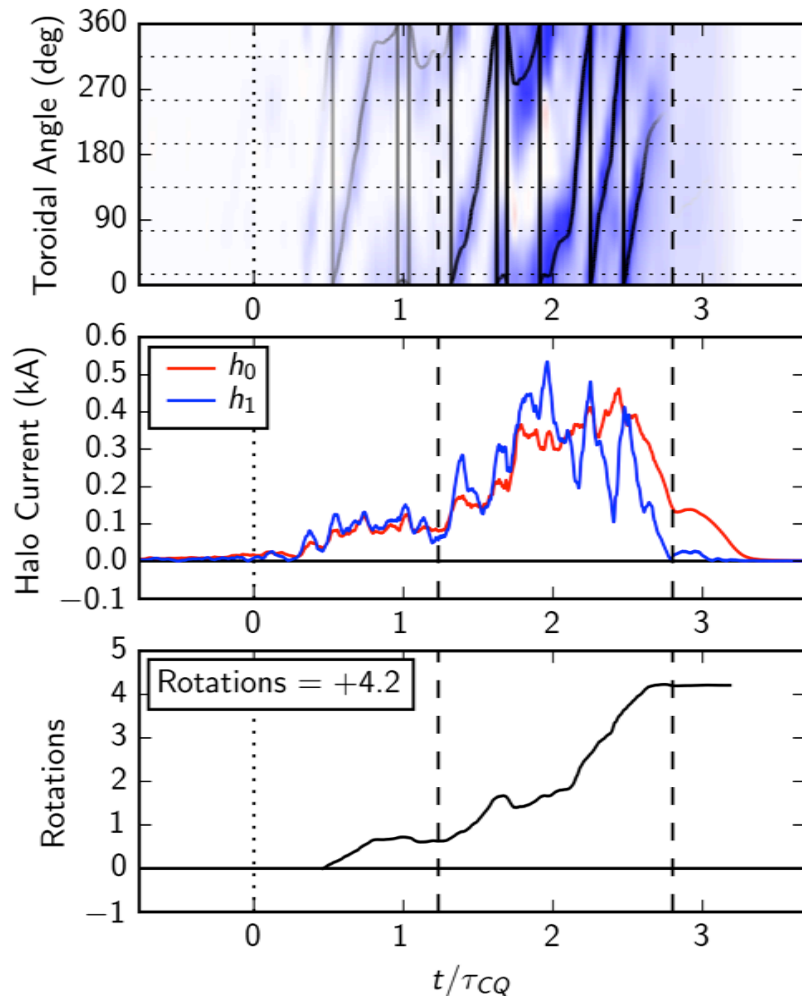 360
270
180
90
0
Toroidal Angle (deg)
0 1 2 3
0.6
0.5
0.4
0.3
0.2
0.1
0.0
−0.1
Halo Current (kA)
h0
h1
0 1 2 3
5
4
3
2
1
0
−1
Rotations
Rotations = +4.2
0 1 2 3
t/τCQ